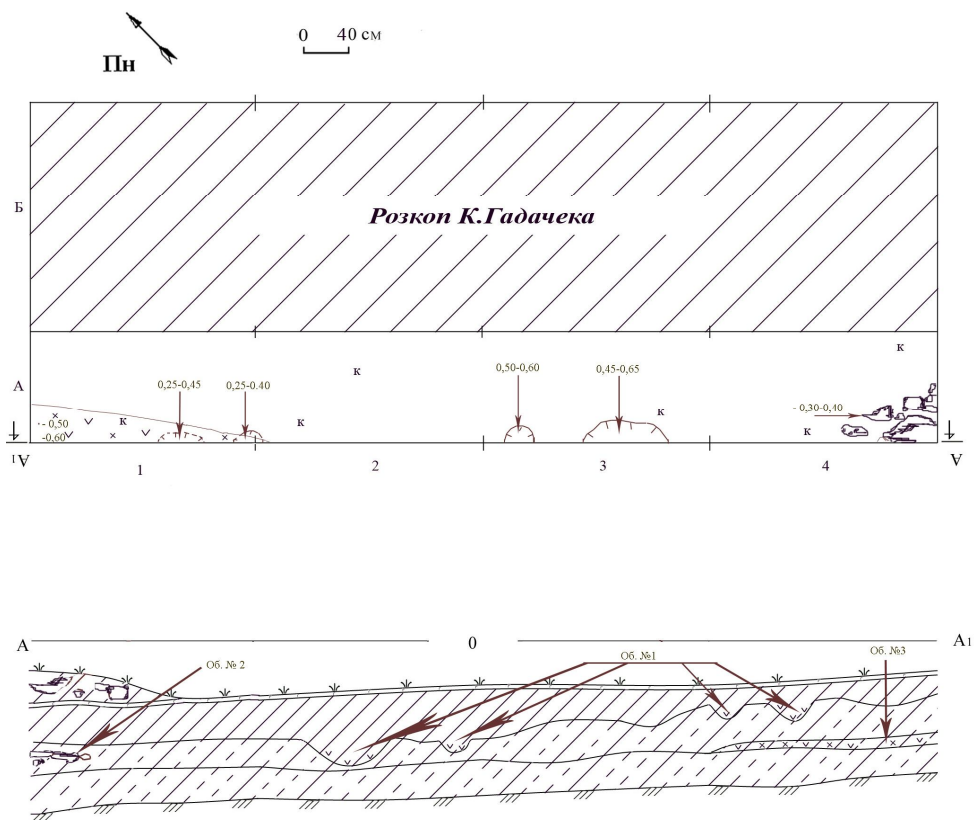 0 40 см
Пн
Б
Розкоп К.Гадачека
к
к
А
0,25-0,45
0,25-0.40
0,50-0,60
0,45-0,65
- 0,30-0,40
к
к
к
к
- 0,50
-0.60
А1
А
1
2
3
4
А
0
А1
Об. № 2
Об. №1
Об. №3